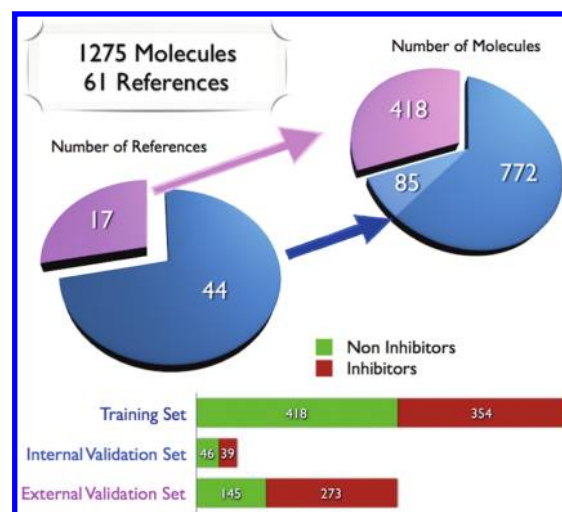 1275 Molecules
61 References
Number of Molecules
Number of References
418
772
85
17
44
Non Inhibitors
Inhibitors
Training Set
418
354
Internal Validation Set
46
39
External Validation Set
145
273